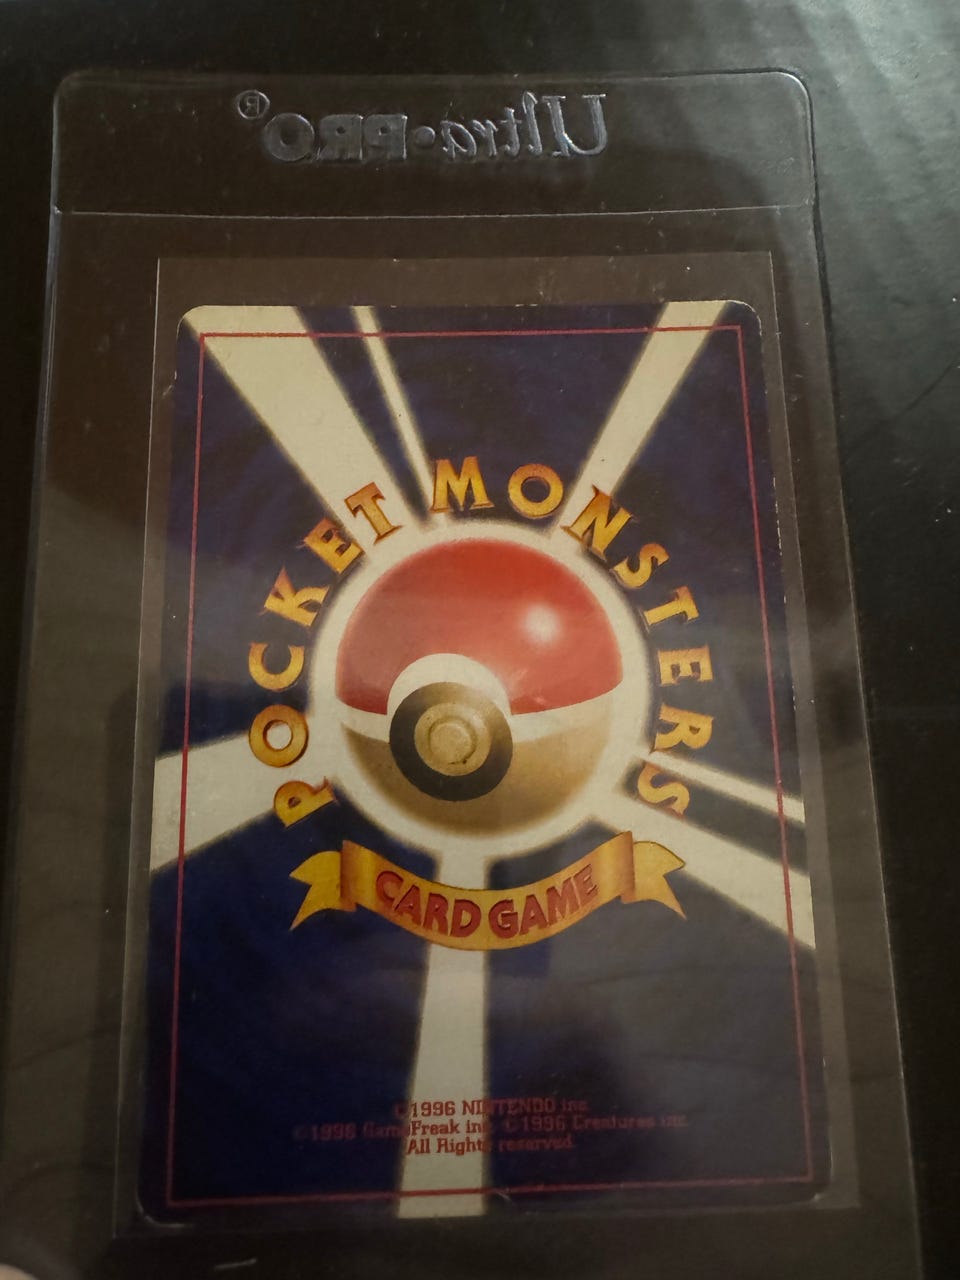 Ultra•PRO®
POCKET MONSTERS
CARD GAME
©1996 NINTENDO inc.
©1996 GameFreak inc. ©1996 Creatures inc.
All Rights reserved.